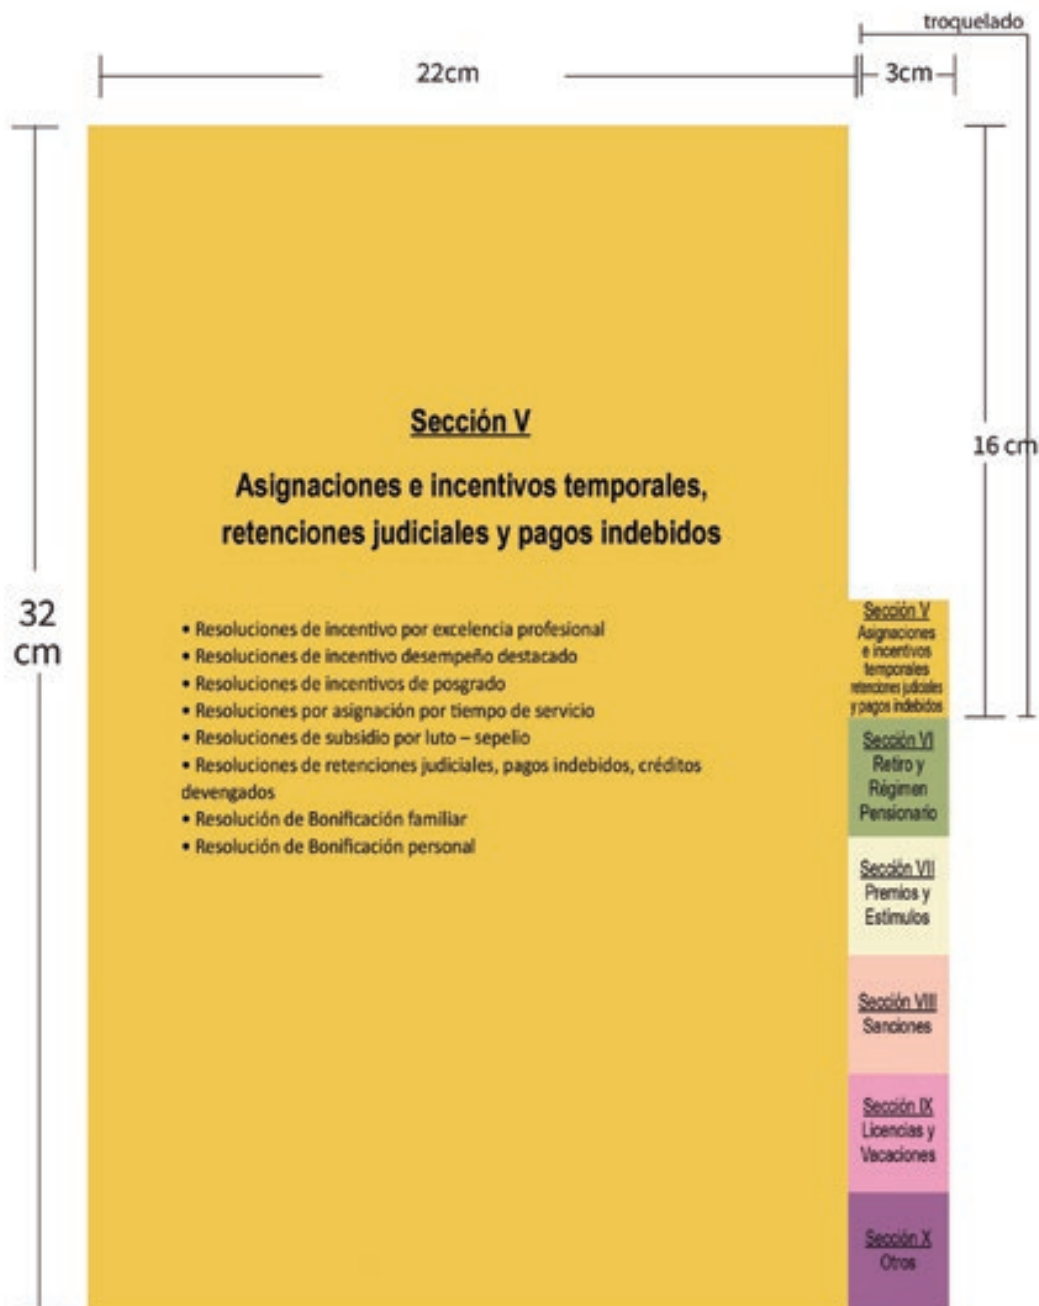 troquelado
22cm
3cm
16 cm
32
cm
Sección V
Asignaciones e incentivos temporales,
retenciones judiciales y pagos indebidos
• Resoluciones de incentivo por excelencia profesional
• Resoluciones de incentivo desempeño destacado
• Resoluciones de incentivos de posgrado
• Resoluciones por asignación por tiempo de servicio
• Resoluciones de subsidio por luto – sepelio
• Resoluciones de retenciones judiciales, pagos indebidos, créditos
devengados
• Resolución de Bonificación familiar
• Resolución de Bonificación personal
Sección V
Asignaciones
e incentivos
temporales
retenciones judiciales
y pagos indebidos
Sección VI
Retiro y
Régimen
Pensionario
Sección VII
Premios y
Estímulos
Sección VIII
Sanciones
Sección IX
Licencias y
Vacaciones
Sección X
Otros